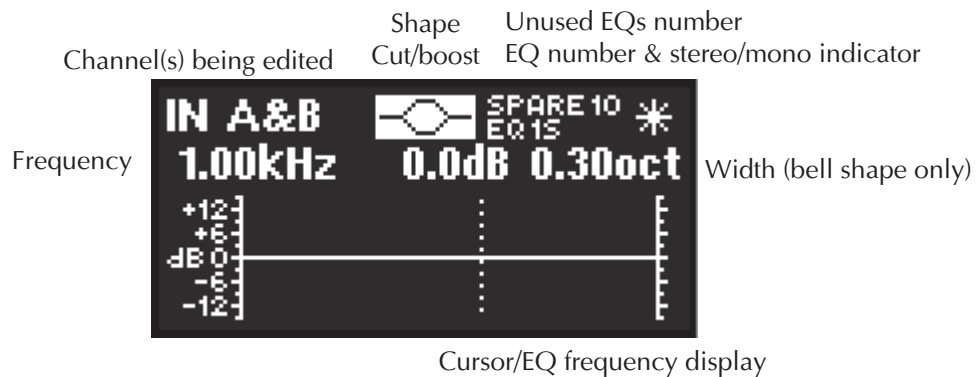 Shape
Cut/boost
Unused EQs number
EQ number & stereo/mono indicator
Channel(s) being edited
IN A&B
SPARE 10
EQ 1S
Frequency
1.00kHz 0.0dB 0.30oct
Width (bell shape only)
+12
+6
dB 0
-6
-12
Cursor/EQ frequency display